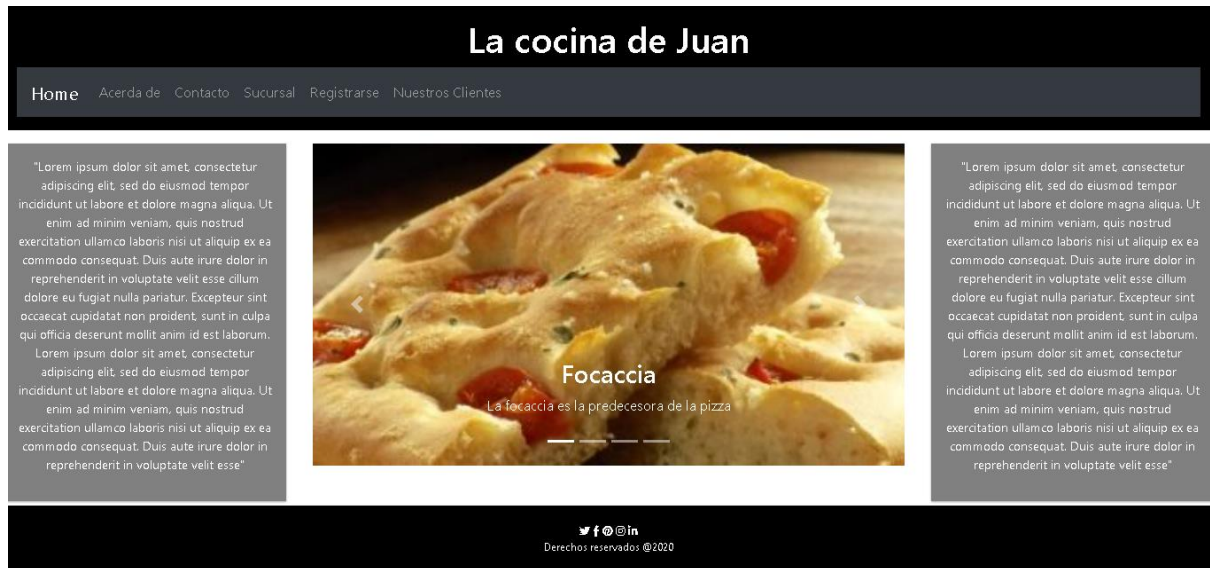 La cocina de Juan
Home Acerda de Contacto Sucursal Registrarse Nuestros Clientes
"Lorem ipsum dolor sit amet, consectetur
adipiscing elit, sed do eiusmod tempor
incididunt ut labore et dolore magna aliqua. Ut
enim ad minim veniam, quis nostrud
exercitation ullamco laboris nisi ut aliquip ex ea
commodo consequat. Duis aute irure dolor in
reprehenderit in voluptate velit esse cillum
dolore eu fugiat nulla pariatur. Excepteur sint
occaecat cupidatat non proident, sunt in culpa
qui officia deserunt mollit anim id est laborum.
Lorem ipsum dolor sit amet, consectetur
adipiscing elit, sed do eiusmod tempor
incididunt ut labore et dolore magna aliqua. Ut
enim ad minim veniam, quis nostrud
exercitation ullamco laboris nisi ut aliquip ex ea
commodo consequat. Duis aute irure dolor in
reprehenderit in voluptate velit esse"
Focaccia
La focaccia es la predecesora de la pizza
"Lorem ipsum dolor sit amet, consectetur
adipiscing elit, sed do eiusmod tempor
incididunt ut labore et dolore magna aliqua. Ut
enim ad minim veniam, quis nostrud
exercitation ullamco laboris nisi ut aliquip ex ea
commodo consequat. Duis aute irure dolor in
reprehenderit in voluptate velit esse cillum
dolore eu fugiat nulla pariatur. Excepteur sint
occaecat cupidatat non proident, sunt in culpa
qui officia deserunt mollit anim id est laborum.
Lorem ipsum dolor sit amet, consectetur
adipiscing elit, sed do eiusmod tempor
incididunt ut labore et dolore magna aliqua. Ut
enim ad minim veniam, quis nostrud
exercitation ullamco laboris nisi ut aliquip ex ea
commodo consequat. Duis aute irure dolor in
reprehenderit in voluptate velit esse"
Derechos reservados @2020